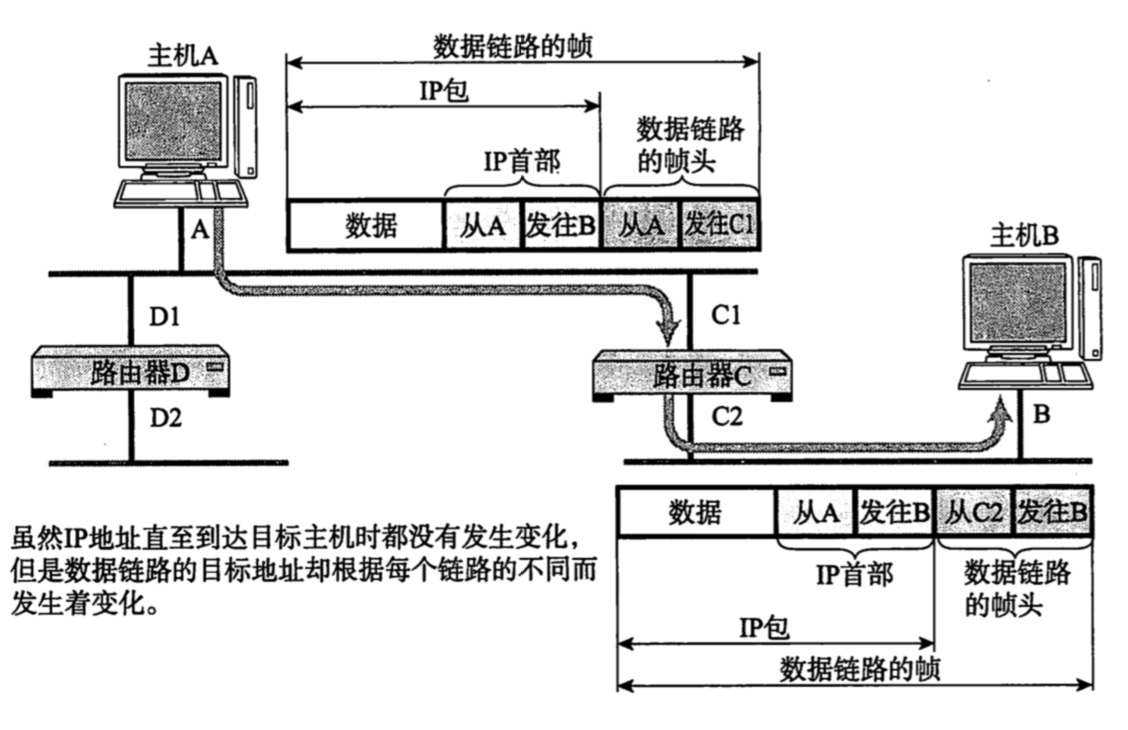 主机A
数据链路的帧
IP包
IP首部
数据链路
的帧头
数据
从A
发往B
从A
发往C1
A
主机B
D1
C1
路由器D
路由器C
D2
C2
B
数据
从A
发往B
从C2
发往B
IP首部
数据链路
的帧头
IP包
数据链路的帧
虽然IP地址直至到达目标主机时都没有发生变化,
但是数据链路的目标地址却根据每个链路的不同而
发生着变化。